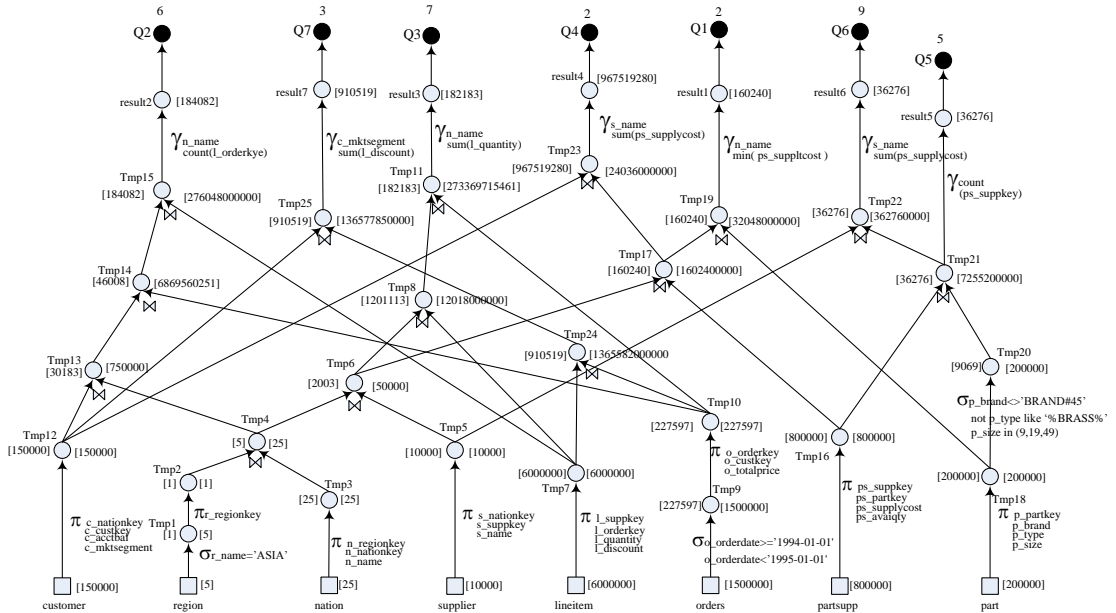 6
3
7
2
2
9
5
Q2
Q7
Q3
Q4
Q1
Q6
Q5
result2
[184082]
result7
[910519]
result3
[182183]
result4
[967519280]
result1
[160240]
result6
[36276]
result5
[36276]
γn_name
count(l_orderkye)
γc_mktsegment
sum(l_discount)
γn_name
sum(l_quantity)
γs_name
sum(ps_supplycost)
γn_name
min( ps_suppltcost )
γs_name
sum(ps_supplycost)
γcount
(ps_suppkey)
Tmp15
[184082]
[276048000000]
Tmp25
[910519]
[136577850000]
Tmp11
[182183]
[273369715461]
Tmp23
[967519280]
[24036000000]
Tmp19
[160240]
[32048000000]
Tmp22
[36276]
[362760000]
Tmp14
[46008]
[6869560251]
Tmp8
[1201113]
[12018000000]
Tmp17
[160240]
[1602400000]
Tmp21
[36276]
[7255200000]
Tmp13
[30183]
[750000]
Tmp6
[2003]
[50000]
Tmp24
[910519]
[1365582000000
Tmp20
[9069]
[200000]
σp_brand<>'BRAND#45'
not p_type like '%BRASS%'
p_size in (9,19,49)
Tmp12
[150000]
[150000]
Tmp4
[5]
[25]
Tmp5
[10000]
[10000]
Tmp10
[227597]
[227597]
[800000]
[800000]
Tmp16
Tmp2
[1]
[1]
Tmp3
[25]
[25]
[6000000]
[6000000]
Tmp7
π o_orderkey
o_custkey
o_totalprice
[200000]
[200000]
Tmp18
πr_regionkey
Tmp9
[227597]
[1500000]
Tmp1
[1]
[5]
π c_nationkey
c_custkey
c_acctbal
c_mktsegment
σr_name='ASIA'
π n_regionkey
n_nationkey
n_name
π s_nationkey
s_suppkey
s_name
π l_suppkey
l_orderkey
l_quantity
l_discount
σo_orderdate>='1994-01-01'
o_orderdate<'1995-01-01'
π ps_suppkey
ps_partkey
ps_supplycost
ps_avaiqty
π p_partkey
p_brand
p_type
p_size
[150000]
[5]
[25]
[10000]
[6000000]
[1500000]
[800000]
[200000]
customer
region
nation
supplier
lineitem
orders
partsupp
part